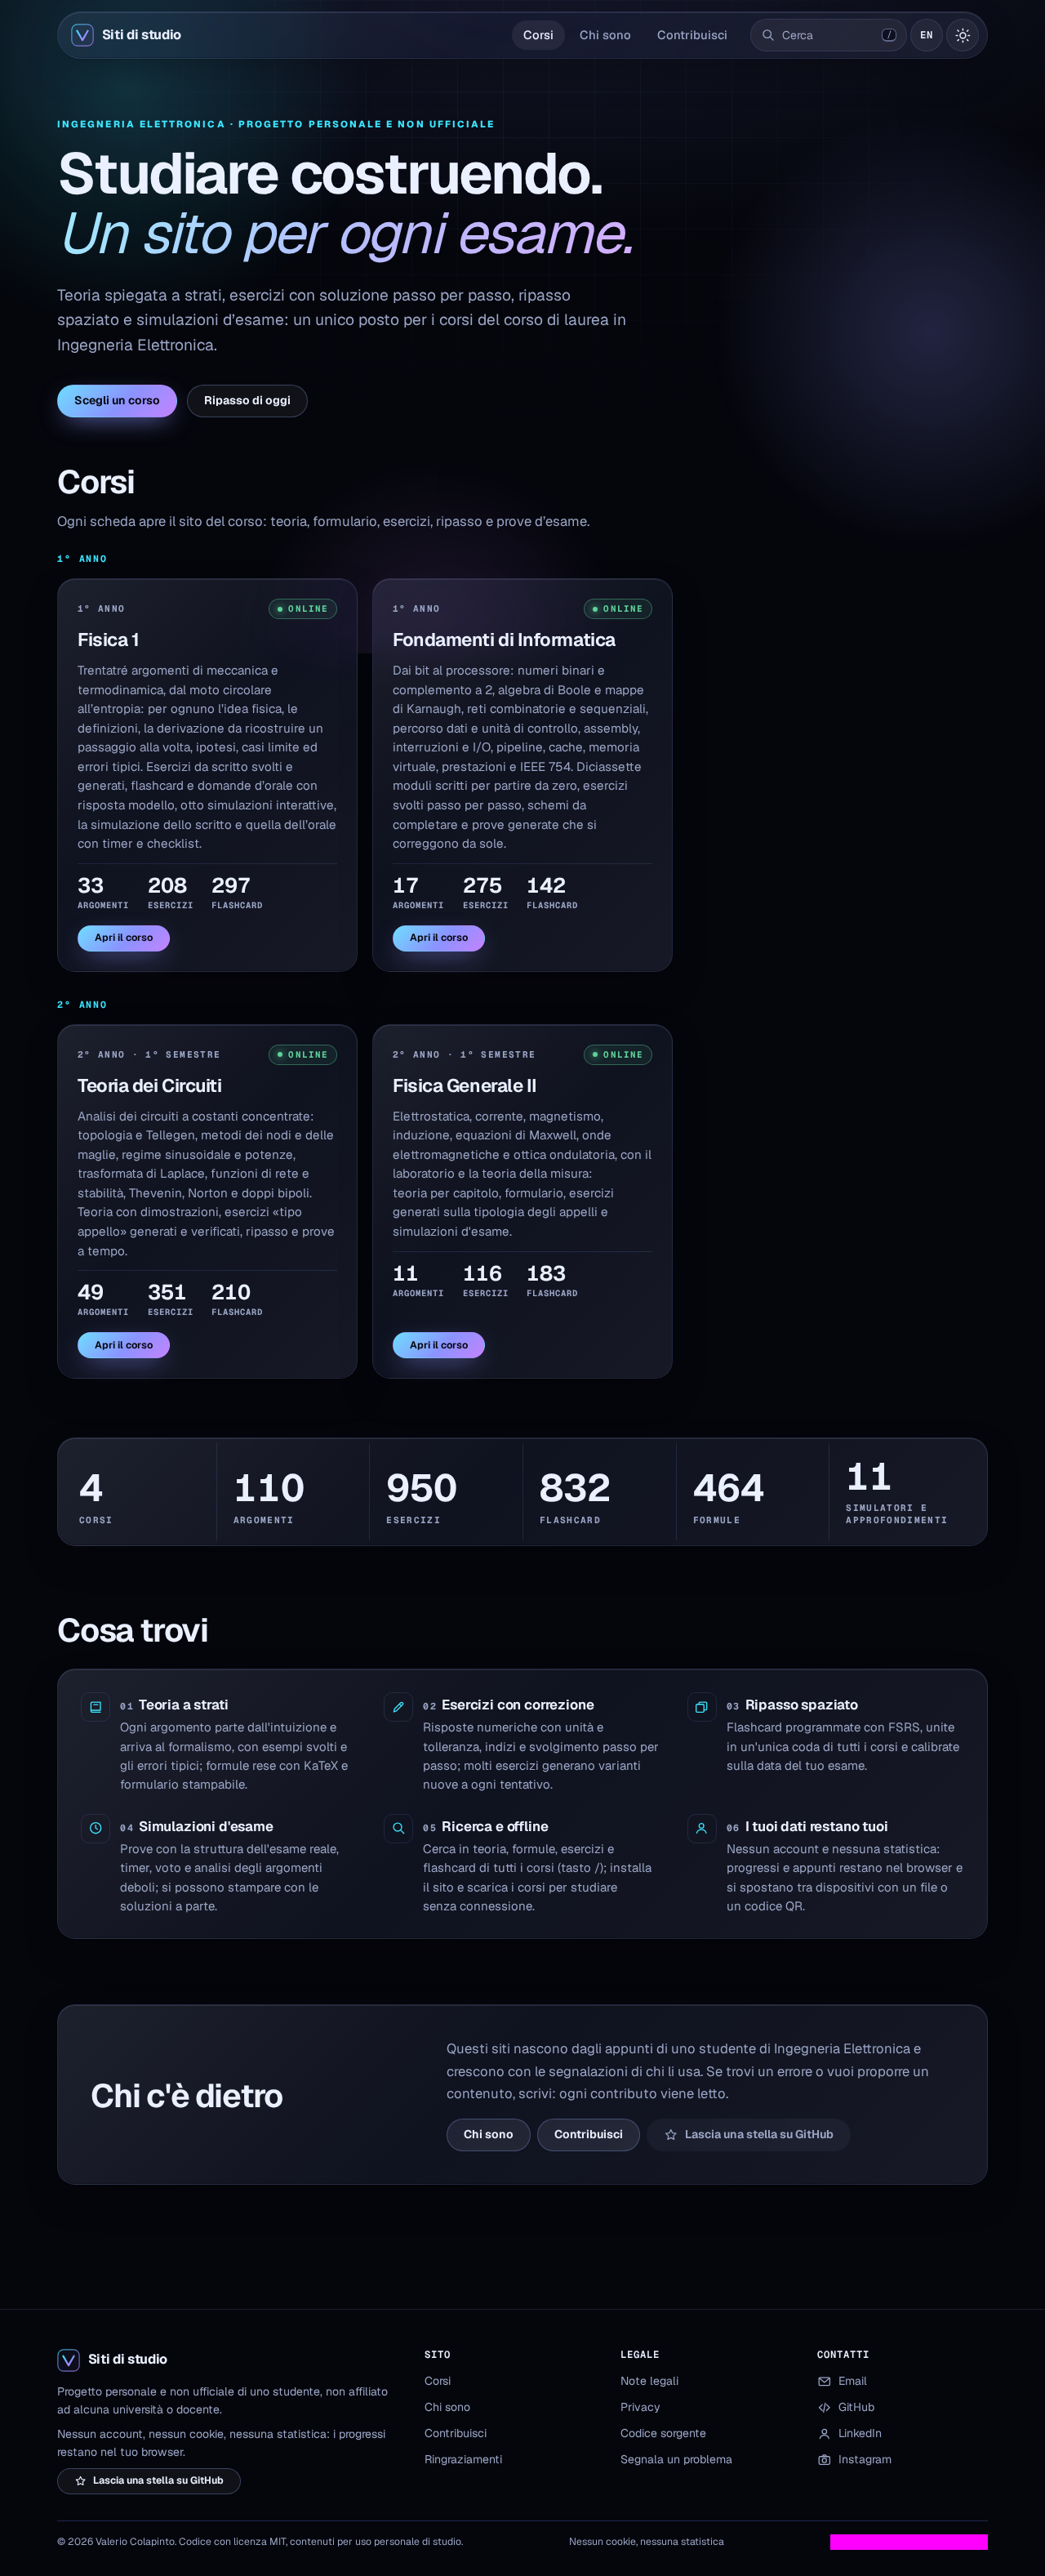 Siti di studio
Corsi
Chi sono
Contribuisci
Cerca
/
EN
INGEGNERIA ELETTRONICA · PROGETTO PERSONALE E NON UFFICIALE
Studiare costruendo.
Un sito per ogni esame.
Teoria spiegata a strati, esercizi con soluzione passo per passo, ripasso
spaziato e simulazioni d’esame: un unico posto per i corsi del corso di laurea in
Ingegneria Elettronica.
Scegli un corso
Ripasso di oggi
Corsi
Ogni scheda apre il sito del corso: teoria, formulario, esercizi, ripasso e prove d’esame.
1º ANNO
1º ANNO
ONLINE
Fisica 1
Trentatré argomenti di meccanica e
termodinamica, dal moto circolare
all’entropia: per ognuno l’idea fisica, le
definizioni, la derivazione da ricostruire un
passaggio alla volta, ipotesi, casi limite ed
errori tipici. Esercizi da scritto svolti e
generati, flashcard e domande d’orale con
risposta modello, otto simulazioni interattive,
la simulazione dello scritto e quella dell’orale
con timer e checklist.
33
ARGOMENTI
208
ESERCIZI
297
FLASHCARD
Apri il corso
1º ANNO
ONLINE
Fondamenti di Informatica
Dai bit al processore: numeri binari e
complemento a 2, algebra di Boole e mappe
di Karnaugh, reti combinatorie e sequenziali,
percorso dati e unità di controllo, assembly,
interruzioni e I/O, pipeline, cache, memoria
virtuale, prestazioni e IEEE 754. Diciassette
moduli scritti per partire da zero, esercizi
svolti passo per passo, schemi da
completare e prove generate che si
correggono da sole.
17
ARGOMENTI
275
ESERCIZI
142
FLASHCARD
Apri il corso
2º ANNO
2º ANNO · 1º SEMESTRE
ONLINE
Teoria dei Circuiti
Analisi dei circuiti a costanti concentrate:
topologia e Tellegen, metodi dei nodi e delle
maglie, regime sinusoidale e potenze,
trasformata di Laplace, funzioni di rete e
stabilità, Thevenin, Norton e doppi bipoli.
Teoria con dimostrazioni, esercizi «tipo
appello» generati e verificati, ripasso e prove
a tempo.
49
ARGOMENTI
351
ESERCIZI
210
FLASHCARD
Apri il corso
2º ANNO · 1º SEMESTRE
ONLINE
Fisica Generale II
Elettrostatica, corrente, magnetismo,
induzione, equazioni di Maxwell, onde
elettromagnetiche e ottica ondulatoria, con il
laboratorio e la teoria della misura:
teoria per capitolo, formulario, esercizi
generati sulla tipologia degli appelli e
simulazioni d'esame.
11
ARGOMENTI
116
ESERCIZI
183
FLASHCARD
Apri il corso
4
CORSI
110
ARGOMENTI
950
ESERCIZI
832
FLASHCARD
464
FORMULE
11
SIMULATORI E
APPROFONDIMENTI
Cosa trovi
01 Teoria a strati
Ogni argomento parte dall'intuizione e
arriva al formalismo, con esempi svolti e
gli errori tipici; formule rese con KaTeX e
formulario stampabile.
02 Esercizi con correzione
Risposte numeriche con unità e
tolleranza, indizi e svolgimento passo per
passo; molti esercizi generano varianti
nuove a ogni tentativo.
03 Ripasso spaziato
Flashcard programmate con FSRS, unite
in un'unica coda di tutti i corsi e calibrate
sulla data del tuo esame.
04 Simulazioni d'esame
Prove con la struttura dell'esame reale,
timer, voto e analisi degli argomenti
deboli; si possono stampare con le
soluzioni a parte.
05 Ricerca e offline
Cerca in teoria, formule, esercizi e
flashcard di tutti i corsi (tasto /); installa
il sito e scarica i corsi per studiare
senza connessione.
06 I tuoi dati restano tuoi
Nessun account e nessuna statistica:
progressi e appunti restano nel browser e
si spostano tra dispositivi con un file o
un codice QR.
Chi c'è dietro
Questi siti nascono dagli appunti di uno studente di Ingegneria Elettronica e
crescono con le segnalazioni di chi li usa. Se trovi un errore o vuoi proporre un
contenuto, scrivi: ogni contributo viene letto.
Chi sono
Contribuisci
Lascia una stella su GitHub
Siti di studio
Progetto personale e non ufficiale di uno studente, non affiliato
ad alcuna università o docente.
Nessun account, nessun cookie, nessuna statistica: i progressi
restano nel tuo browser.
Lascia una stella su GitHub
SITO
Corsi
Chi sono
Contribuisci
Ringraziamenti
LEGALE
Note legali
Privacy
Codice sorgente
Segnala un problema
CONTATTI
Email
GitHub
LinkedIn
Instagram
© 2026 Valerio Colapinto. Codice con licenza MIT, contenuti per uso personale di studio.
Nessun cookie, nessuna statistica